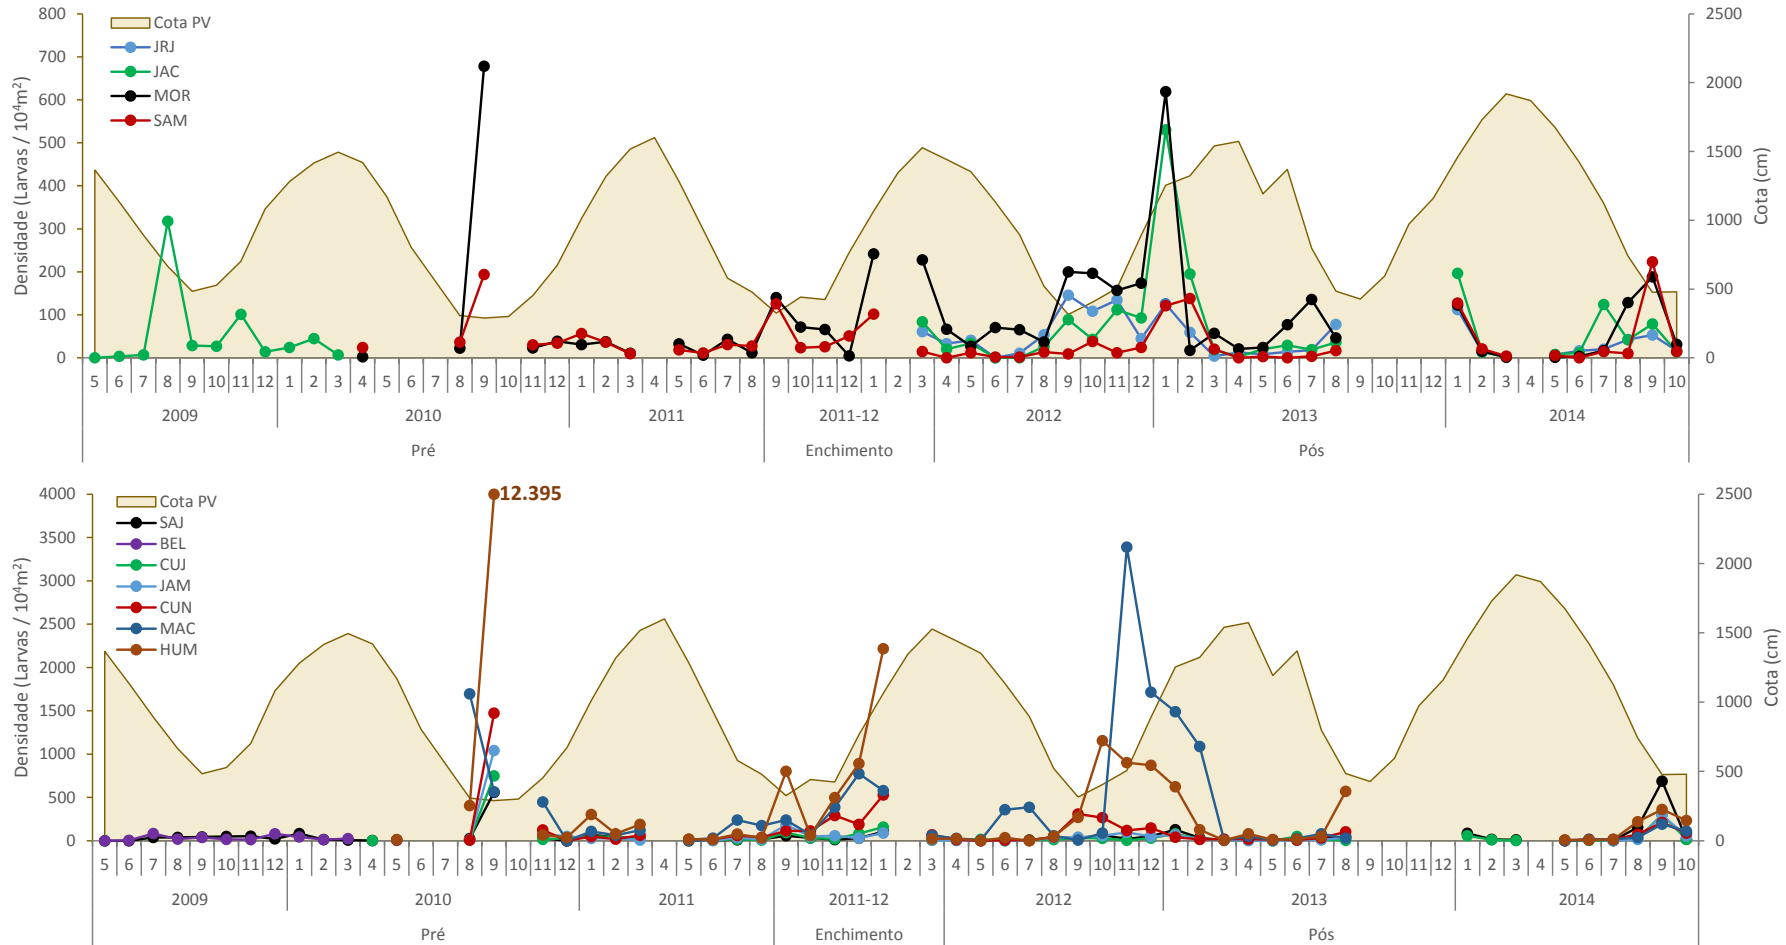 800
700
600
500
400
300
200
100
0
Densidade (Larvas / 10⁴m²)
Cota PV
JRJ
JAC
MOR
SAM
2500
2000
1500
1000
500
0
Cota (cm)
5 6 7 8 9 10 11 12 1 2 3 4 5 6 7 8 9 10 11 12 1 2 3 4 5 6 7 8 9 10 11 12 1 2 3 4 5 6 7 8 9 10 11 12 1 2 3 4 5 6 7 8 9 10 11 12 1 2 3 4 5 6 7 8 9 10
2009 2010 2011 2011-12 2012 2013 2014
Pré Enchimento Pós
4000
3500
3000
2500
2000
1500
1000
500
0
Densidade (Larvas / 10⁴m²)
Cota PV
SAJ
BEL
CUJ
JAM
CUN
MAC
HUM
12.395
2500
2000
1500
1000
500
0
Cota (cm)
5 6 7 8 9 10 11 12 1 2 3 4 5 6 7 8 9 10 11 12 1 2 3 4 5 6 7 8 9 10 11 12 1 2 3 4 5 6 7 8 9 10 11 12 1 2 3 4 5 6 7 8 9 10 11 12 1 2 3 4 5 6 7 8 9 10
2009 2010 2011 2011-12 2012 2013 2014
Pré Enchimento Pós